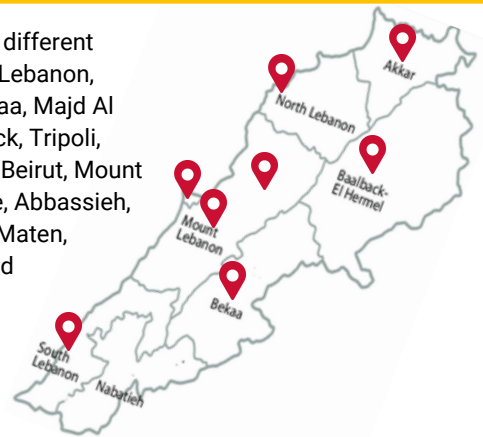 different
Lebanon,
aa, Majd Al
ck, Tripoli,
Beirut, Mount
e, Abbassieh,
Maten,
d
Akkar
North Lebanon
Baalback-
El Hermel
Mount
Lebanon
Bekaa
South
Lebanon
Nabatieh